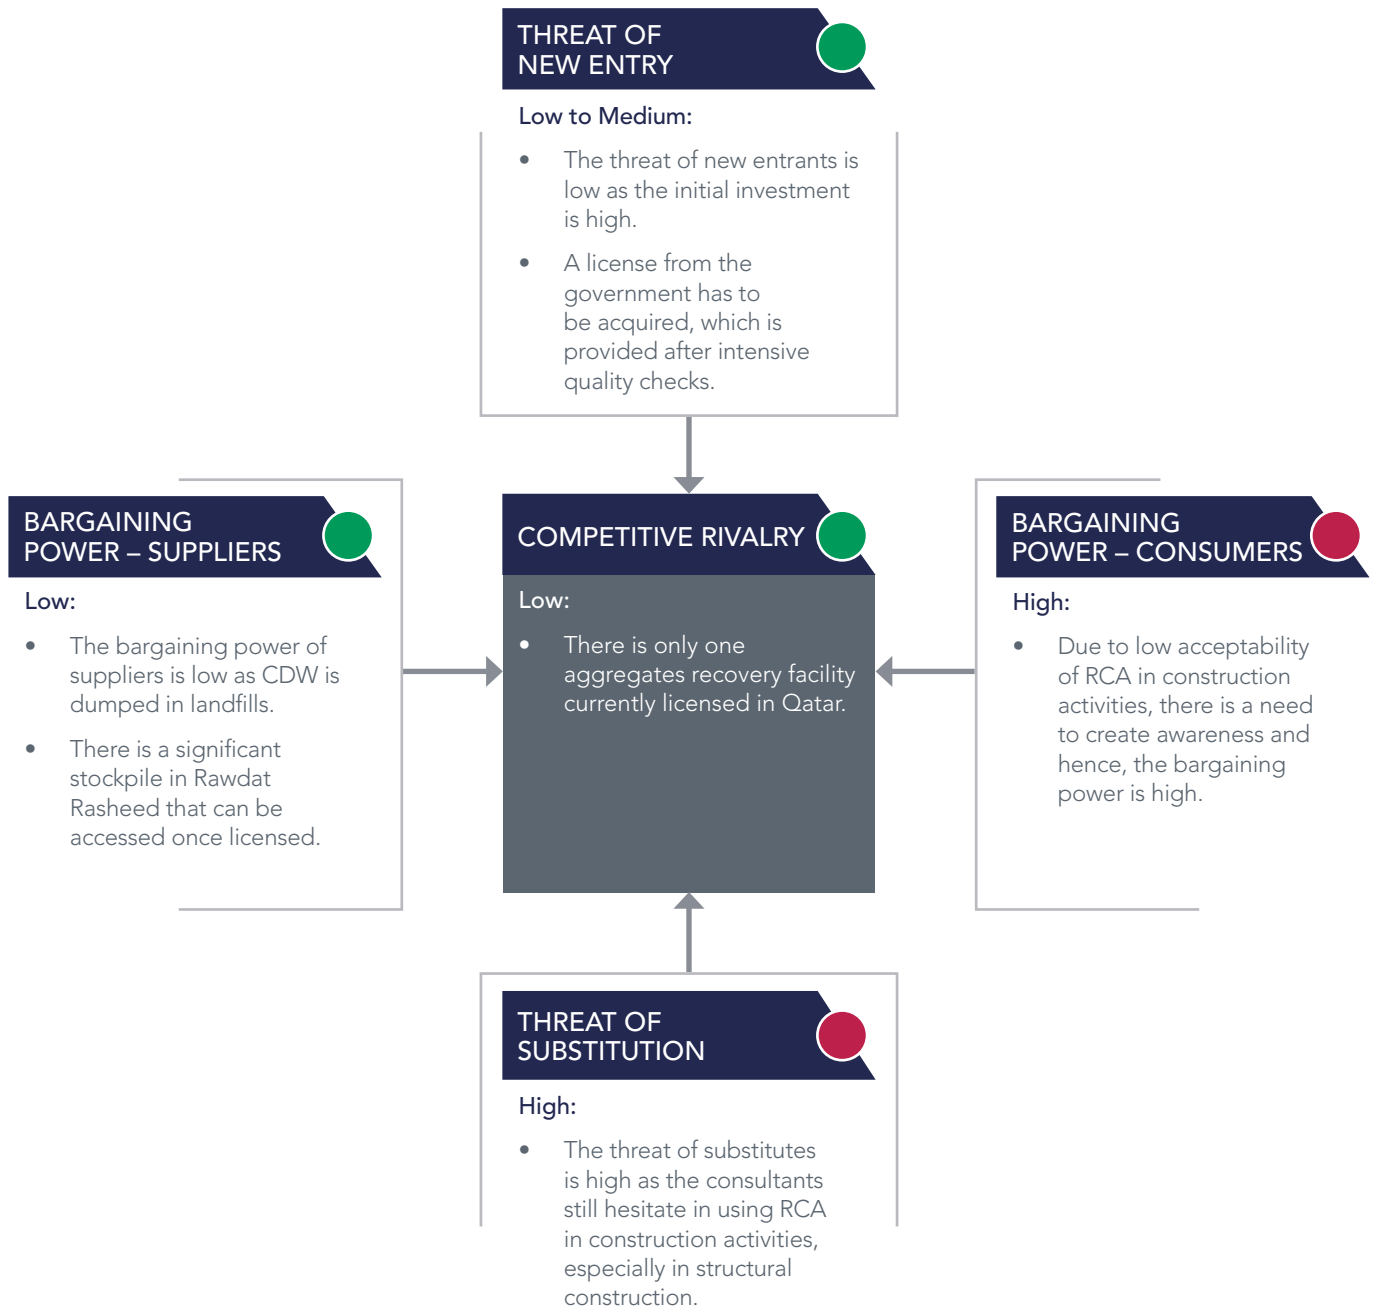 THREAT OF
NEW ENTRY
Low to Medium:
• The threat of new entrants is
low as the initial investment
is high.
• A license from the
government has to
be acquired, which is
provided after intensive
quality checks.
BARGAINING
POWER – SUPPLIERS
Low:
• The bargaining power of
suppliers is low as CDW is
dumped in landfills.
• There is a significant
stockpile in Rawdat
Rasheed that can be
accessed once licensed.
COMPETITIVE RIVALRY
Low:
• There is only one
aggregates recovery facility
currently licensed in Qatar.
BARGAINING
POWER – CONSUMERS
High:
• Due to low acceptability
of RCA in construction
activities, there is a need
to create awareness and
hence, the bargaining
power is high.
THREAT OF
SUBSTITUTION
High:
• The threat of substitutes
is high as the consultants
still hesitate in using RCA
in construction activities,
especially in structural
construction.